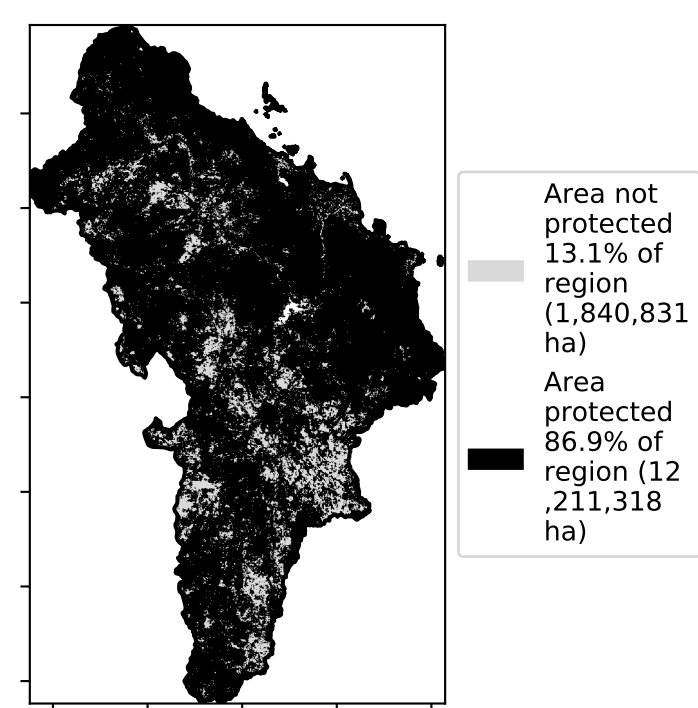 Area not
protected
13.1% of
region
(1,840,831
ha)
Area
protected
86.9% of
region (12
,211,318
ha)